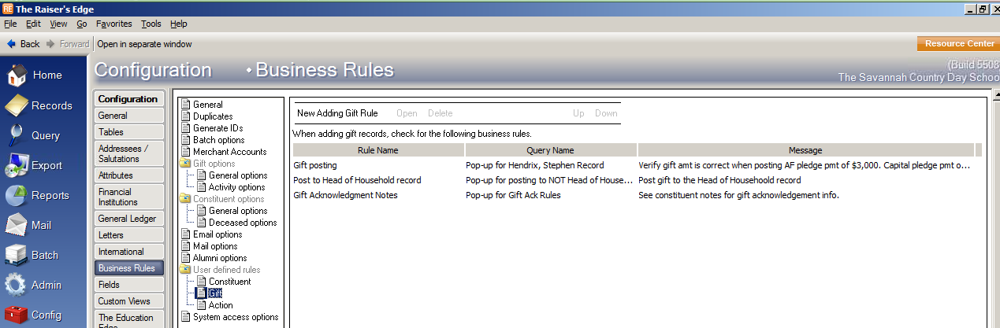 The Raiser's Edge
File Edit View Go Favorites Tools Help
Back Forward Open in separate window
Resource Center
Configuration • Business Rules
(Build 5508
The Savannah Country Day Schoo
Home
Records
Query
Export
Reports
Mail
Batch
Admin
Config
Configuration
General
Tables
Addressees /
Salutations
Attributes
Financial
Institutions
General Ledger
Letters
International
Business Rules
Fields
Custom Views
The Education
Edge
General
Duplicates
Generate IDs
Batch options
Merchant Accounts
Gift options
General options
Activity options
Constituent options
General options
Deceased options
Email options
Mail options
Alumni options
User defined rules
Constituent
Gift
Action
System access options
New Adding Gift Rule Open Delete Up Down
When adding gift records, check for the following business rules.
Rule Name Query Name Message
Gift posting Pop-up for Hendrix, Stephen Record Verify gift amt is correct when posting AF pledge pmt of $3,000. Capital pledge pmt o...
Post to Head of Household record Pop-up for posting to NOT Head of House... Post gift to the Head of Househoold record
Gift Acknowledgment Notes Pop-up for Gift Ack Rules See constituent notes for gift acknowledgement info.